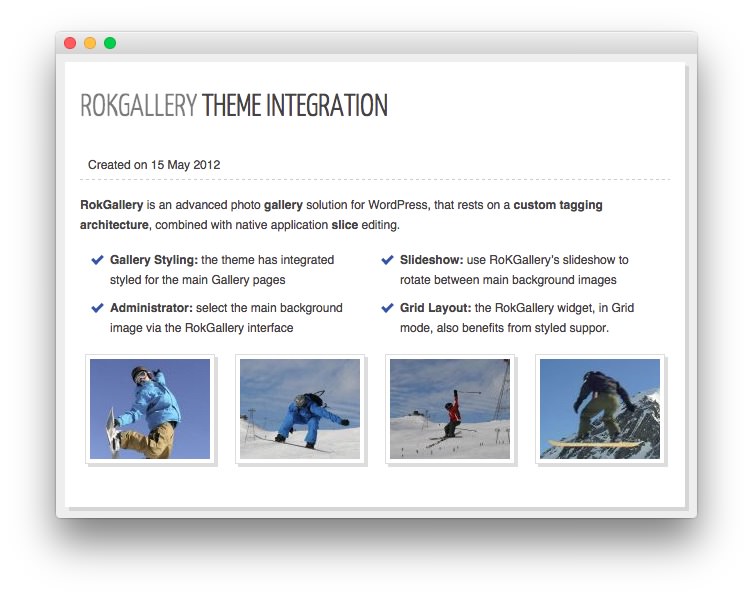 ROKGALLERY THEME INTEGRATION
Created on 15 May 2012
RokGallery is an advanced photo gallery solution for WordPress, that rests on a custom tagging
architecture, combined with native application slice editing.
Gallery Styling: the theme has integrated
styled for the main Gallery pages
Slideshow: use RoKGallery's slideshow to
rotate between main background images
Administrator: select the main background
image via the RokGallery interface
Grid Layout: the RokGallery widget, in Grid
mode, also benefits from styled suppor.